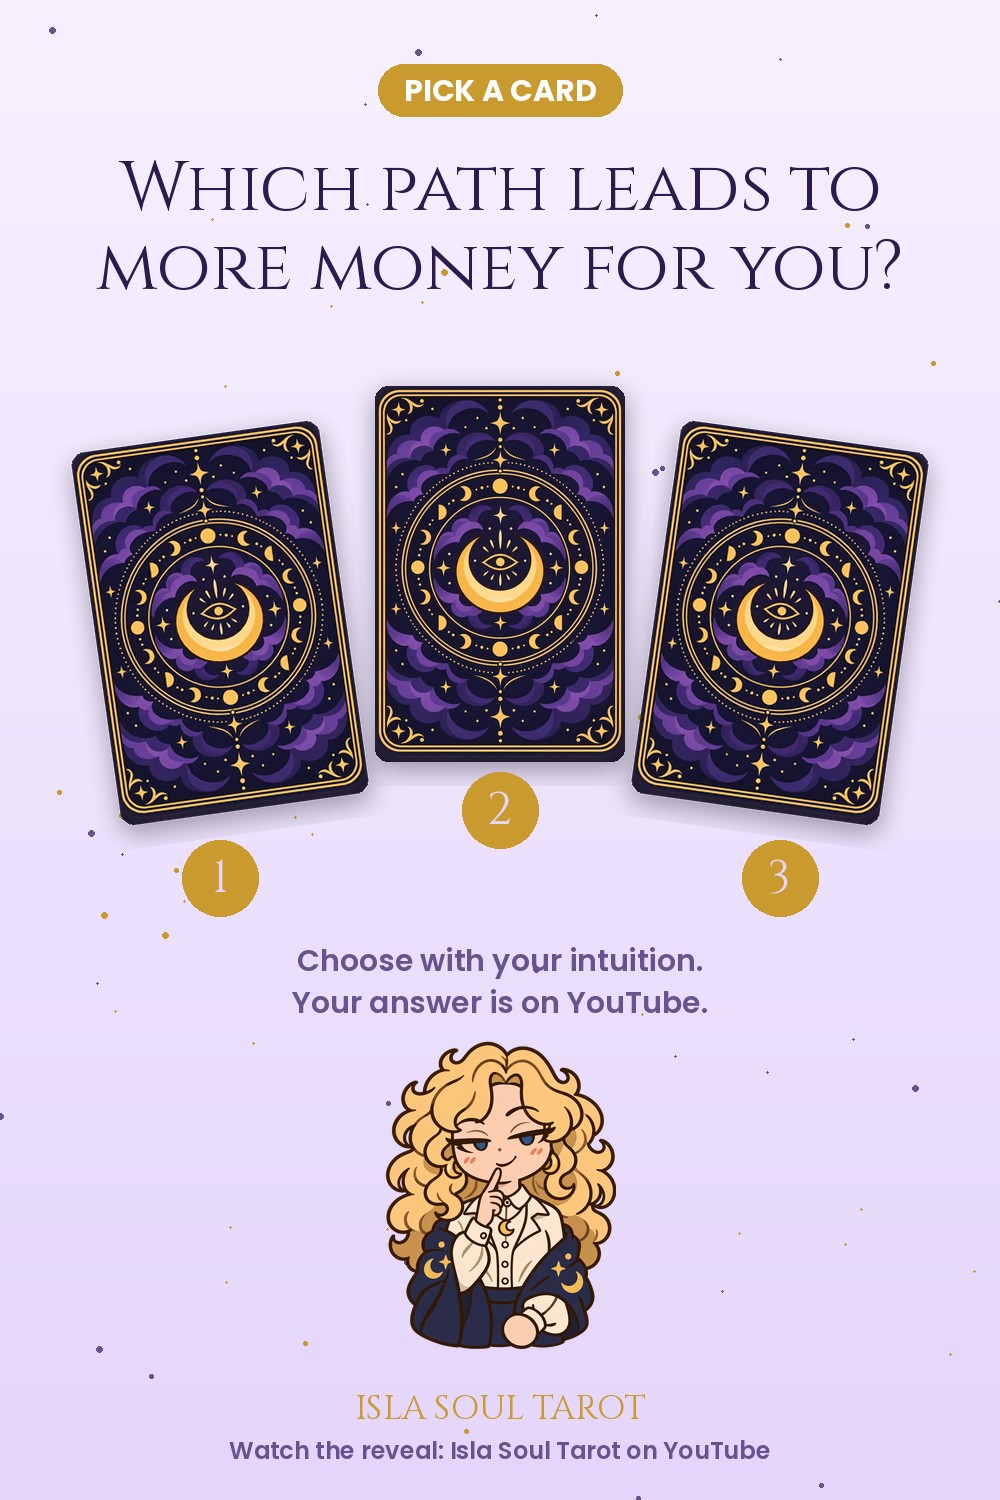 PICK A CARD
WHICH PATH LEADS TO
MORE MONEY FOR YOU?
1
2
3
Choose with your intuition.
Your answer is on YouTube.
ISLA SOUL TAROT
Watch the reveal: Isla Soul Tarot on YouTube